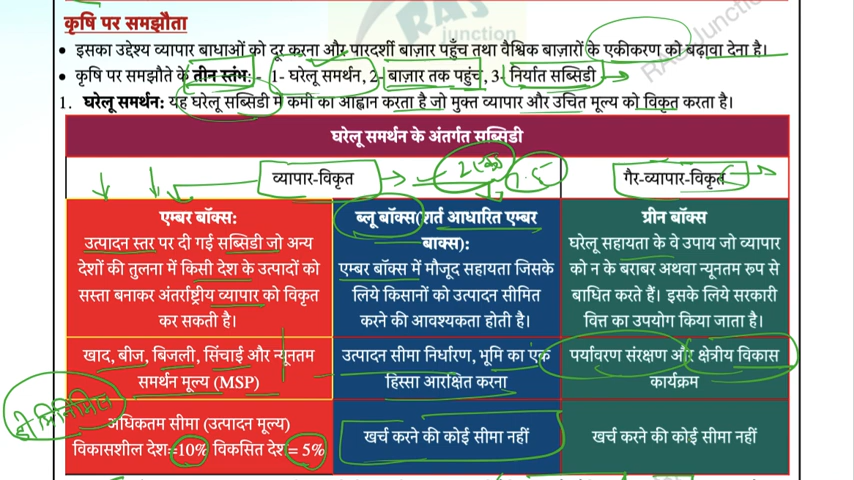 RAS
junction
RAS Junction
कृषि पर समझौता
• इसका उद्देश्य व्यापार बाधाओं को दूर करना और पारदर्शी बाज़ार पहुँच तथा वैश्विक बाज़ारों के एकीकरण को बढ़ावा देना है।
• कृषि पर समझौते के तीन स्तंभ: - 1- घरेलू समर्थन, 2- बाज़ार तक पहुंच, 3- निर्यात सब्सिडी
1. घरेलू समर्थन: यह घरेलू सब्सिडी में कमी का आह्वान करता है जो मुक्त व्यापार और उचित मूल्य को विकृत करता है।
घरेलू समर्थन के अंतर्गत सब्सिडी
व्यापार-विकृत
गैर-व्यापार-विकृत
एम्बर बॉक्स:
उत्पादन स्तर पर दी गई सब्सिडी जो अन्य
देशों की तुलना में किसी देश के उत्पादों को
सस्ता बनाकर अंतर्राष्ट्रीय व्यापार को विकृत
कर सकती है।
ब्लू बॉक्स(शर्त आधारित एम्बर
बाक्स):
एम्बर बॉक्स में मौजूद सहायता जिसके
लिये किसानों को उत्पादन सीमित
करने की आवश्यकता होती है।
ग्रीन बॉक्स
घरेलू सहायता के वे उपाय जो व्यापार
को न के बराबर अथवा न्यूनतम रूप से
बाधित करते हैं। इसके लिये सरकारी
वित्त का उपयोग किया जाता है।
खाद, बीज, बिजली, सिंचाई और न्यूनतम
समर्थन मूल्य (MSP)
उत्पादन सीमा निर्धारण, भूमि का एक
हिस्सा आरक्षित करना
पर्यावरण संरक्षण और क्षेत्रीय विकास
कार्यक्रम
डी मिनिमिस
अधिकतम सीमा (उत्पादन मूल्य)
विकासशील देश=10% विकसित देश= 5%
खर्च करने की कोई सीमा नहीं
खर्च करने की कोई सीमा नहीं